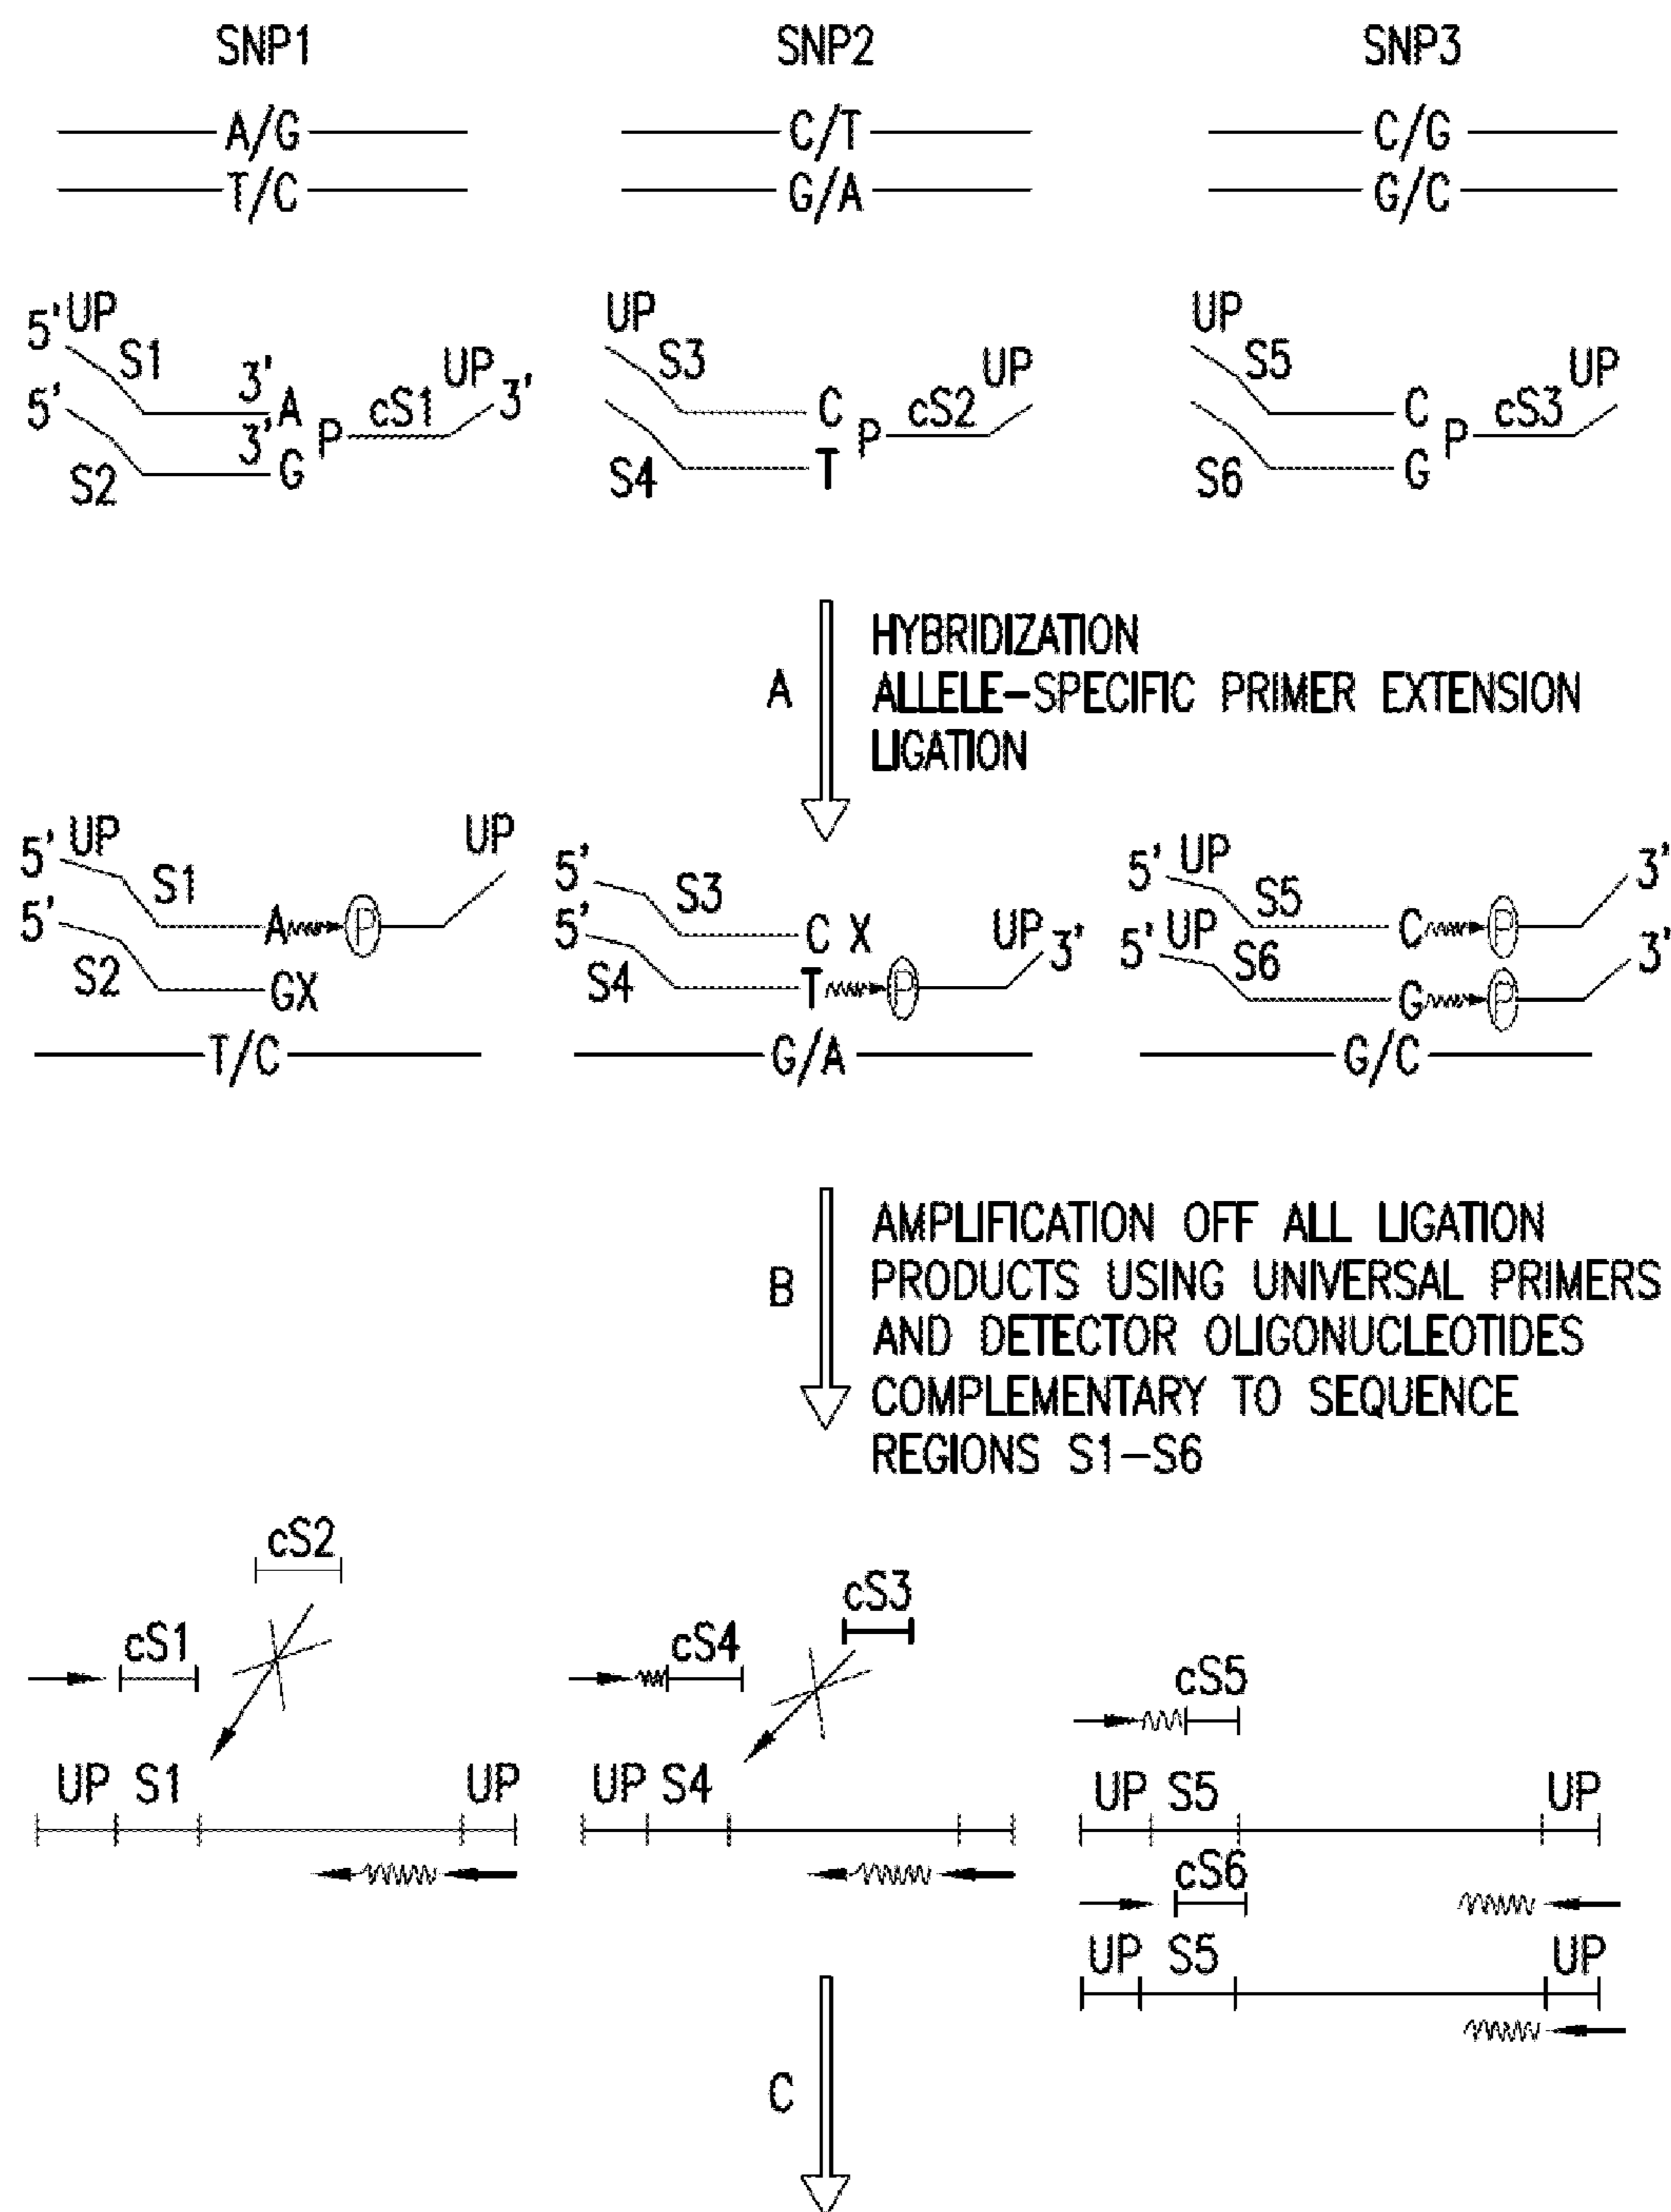 SNP1 SNP2 SNP3
A/G C/T C/G
T/C G/A G/C
5' UP S1 3' A UP 3'
5' S2 3' G P cS1
UP S3 C UP
S4 T P cS2
UP S5 C UP
S6 G P cS3
A
HYBRIDIZATION
ALLELE-SPECIFIC PRIMER EXTENSION
LIGATION
5' UP S1 A P UP
5' S2 GX
T/C
5' S3 C X
5' S4 T P UP 3'
G/A
5' UP S5 C P 3'
5' UP S6 G P 3'
G/C
B
AMPLIFICATION OFF ALL LIGATION
PRODUCTS USING UNIVERSAL PRIMERS
AND DETECTOR OLIGONUCLEOTIDES
COMPLEMENTARY TO SEQUENCE
REGIONS S1-S6
cS2
cS1
UP S1 UP
cS3
cS4
UP S4 UP
cS5
UP S5 UP
cS6
UP S5 UP
C